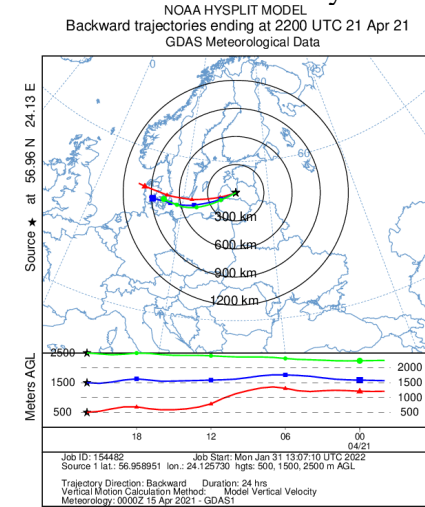 NOAA HYSPLIT MODEL
Backward trajectories ending at 2200 UTC 21 Apr 21
GDAS Meteorological Data
Source ★ at 56.96 N 24.13 E
0
60
300 km
600 km
900 km
1200 km
Meters AGL
2500
1500
500
2000
1500
1000
500
18 12 06 00
04/21
Job ID: 154482 Job Start: Mon Jan 31 13:07:10 UTC 2022
Source 1 lat.: 56.958951 lon.: 24.125730 hgts: 500, 1500, 2500 m AGL
Trajectory Direction: Backward Duration: 24 hrs
Vertical Motion Calculation Method: Model Vertical Velocity
Meteorology: 0000Z 15 Apr 2021 - GDAS1